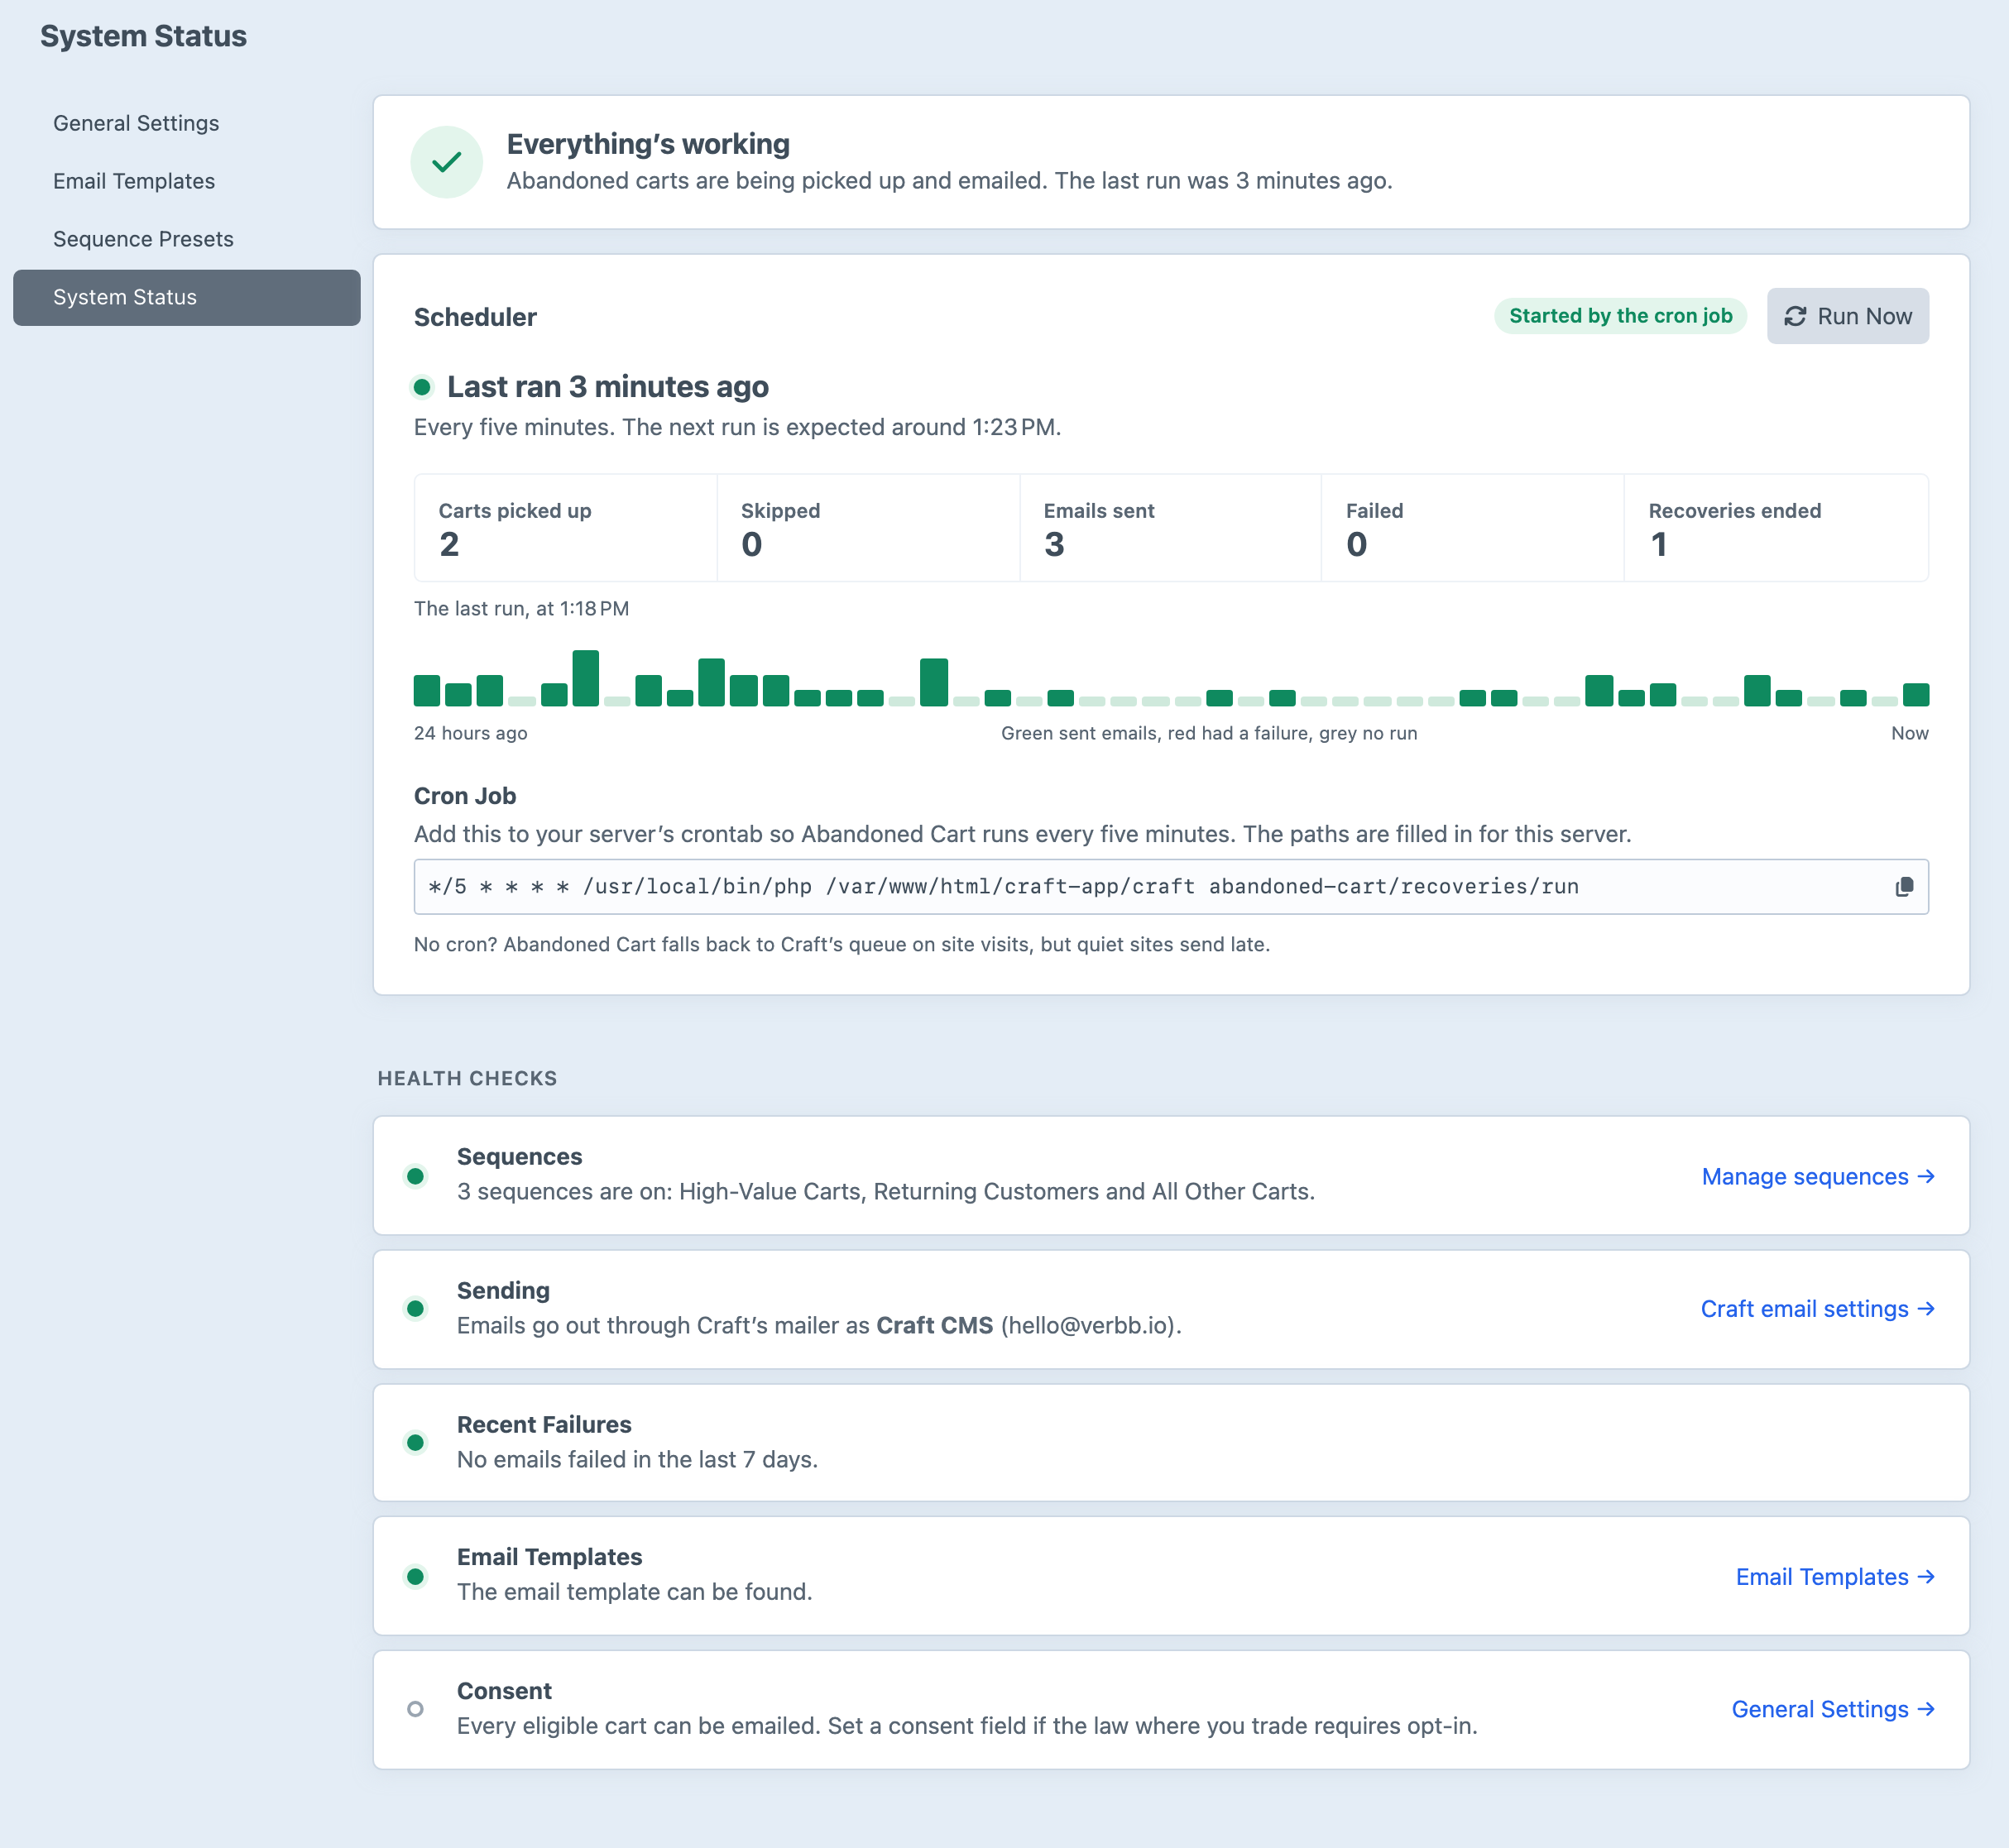 System Status
General Settings
Email Templates
Sequence Presets
System Status
Everything’s working
Abandoned carts are being picked up and emailed. The last run was 3 minutes ago.
Scheduler
Started by the cron job
Run Now
Last ran 3 minutes ago
Every five minutes. The next run is expected around 1:23 PM.
Carts picked up
2
Skipped
0
Emails sent
3
Failed
0
Recoveries ended
1
The last run, at 1:18 PM
24 hours ago
Green sent emails, red had a failure, grey no run
Now
Cron Job
Add this to your server’s crontab so Abandoned Cart runs every five minutes. The paths are filled in for this server.
*/5 * * * * /usr/local/bin/php /var/www/html/craft-app/craft abandoned-cart/recoveries/run
No cron? Abandoned Cart falls back to Craft’s queue on site visits, but quiet sites send late.
HEALTH CHECKS
Sequences
3 sequences are on: High-Value Carts, Returning Customers and All Other Carts.
Manage sequences →
Sending
Emails go out through Craft’s mailer as Craft CMS (hello@verbb.io).
Craft email settings →
Recent Failures
No emails failed in the last 7 days.
Email Templates
The email template can be found.
Email Templates →
Consent
Every eligible cart can be emailed. Set a consent field if the law where you trade requires opt-in.
General Settings →